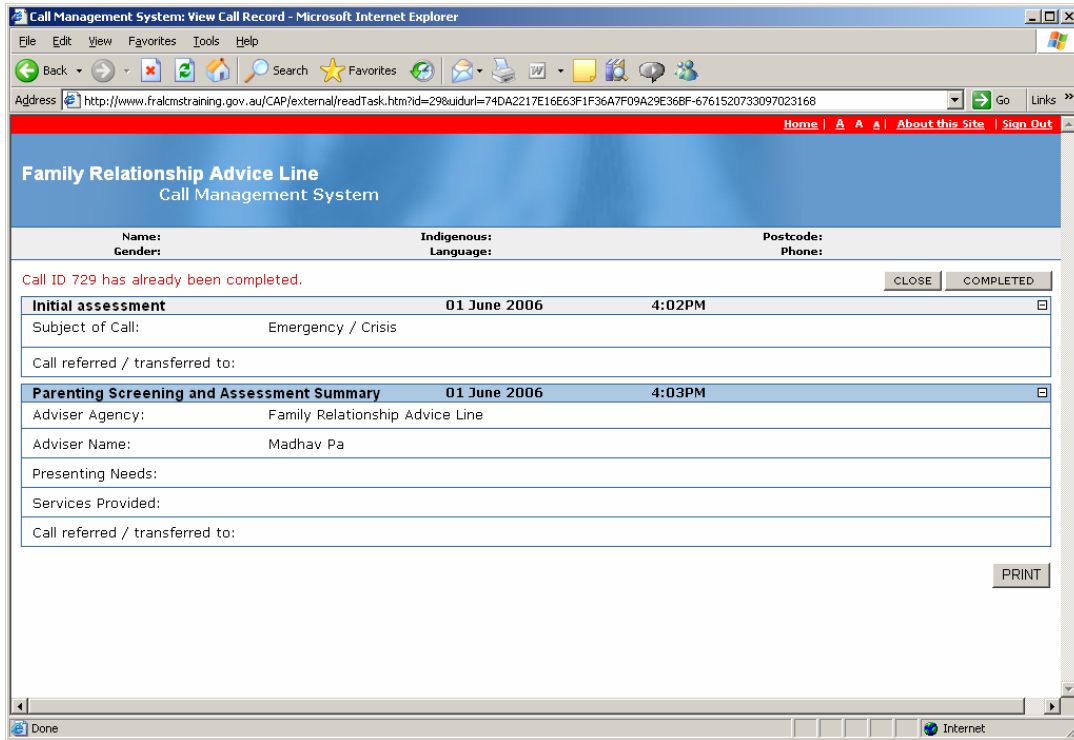 Call Management System: View Call Record - Microsoft Internet Explorer
File Edit View Favorites Tools Help
Back Search Favorites
Address http://www.fralcmstraining.gov.au/CAP/external/readTask.htm?id=29&uidurl=74DA2217E16E63F1F36A7F09A29E36BF-6761520733097023168 Go Links »
Home | A A A | About this Site | Sign Out
Family Relationship Advice Line
Call Management System
Name: Indigenous: Postcode:
Gender: Language: Phone:
Call ID 729 has already been completed. CLOSE COMPLETED
Initial assessment 01 June 2006 4:02PM
Subject of Call: Emergency / Crisis
Call referred / transferred to:
Parenting Screening and Assessment Summary 01 June 2006 4:03PM
Adviser Agency: Family Relationship Advice Line
Adviser Name: Madhav Pa
Presenting Needs:
Services Provided:
Call referred / transferred to:
PRINT
Done Internet